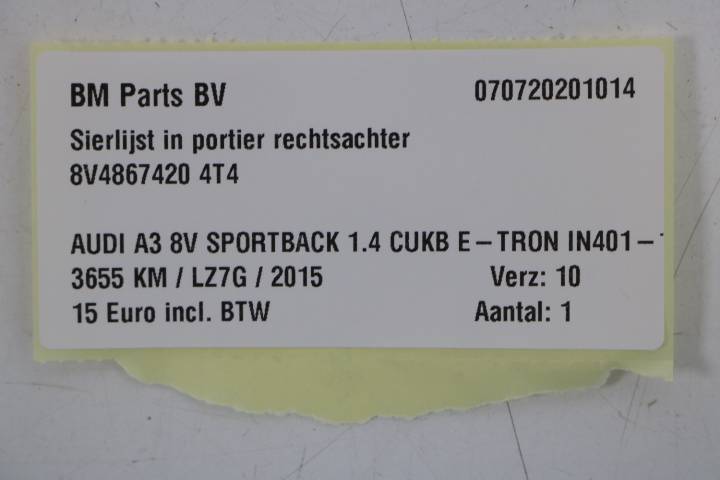 BM Parts BV 070720201014
Sierlijst in portier rechtsachter
8V4867420 4T4
AUDI A3 8V SPORTBACK 1.4 CUKB E-TRON IN401-
3655 KM / LZ7G / 2015 Verz: 10
15 Euro incl. BTW Aantal: 1